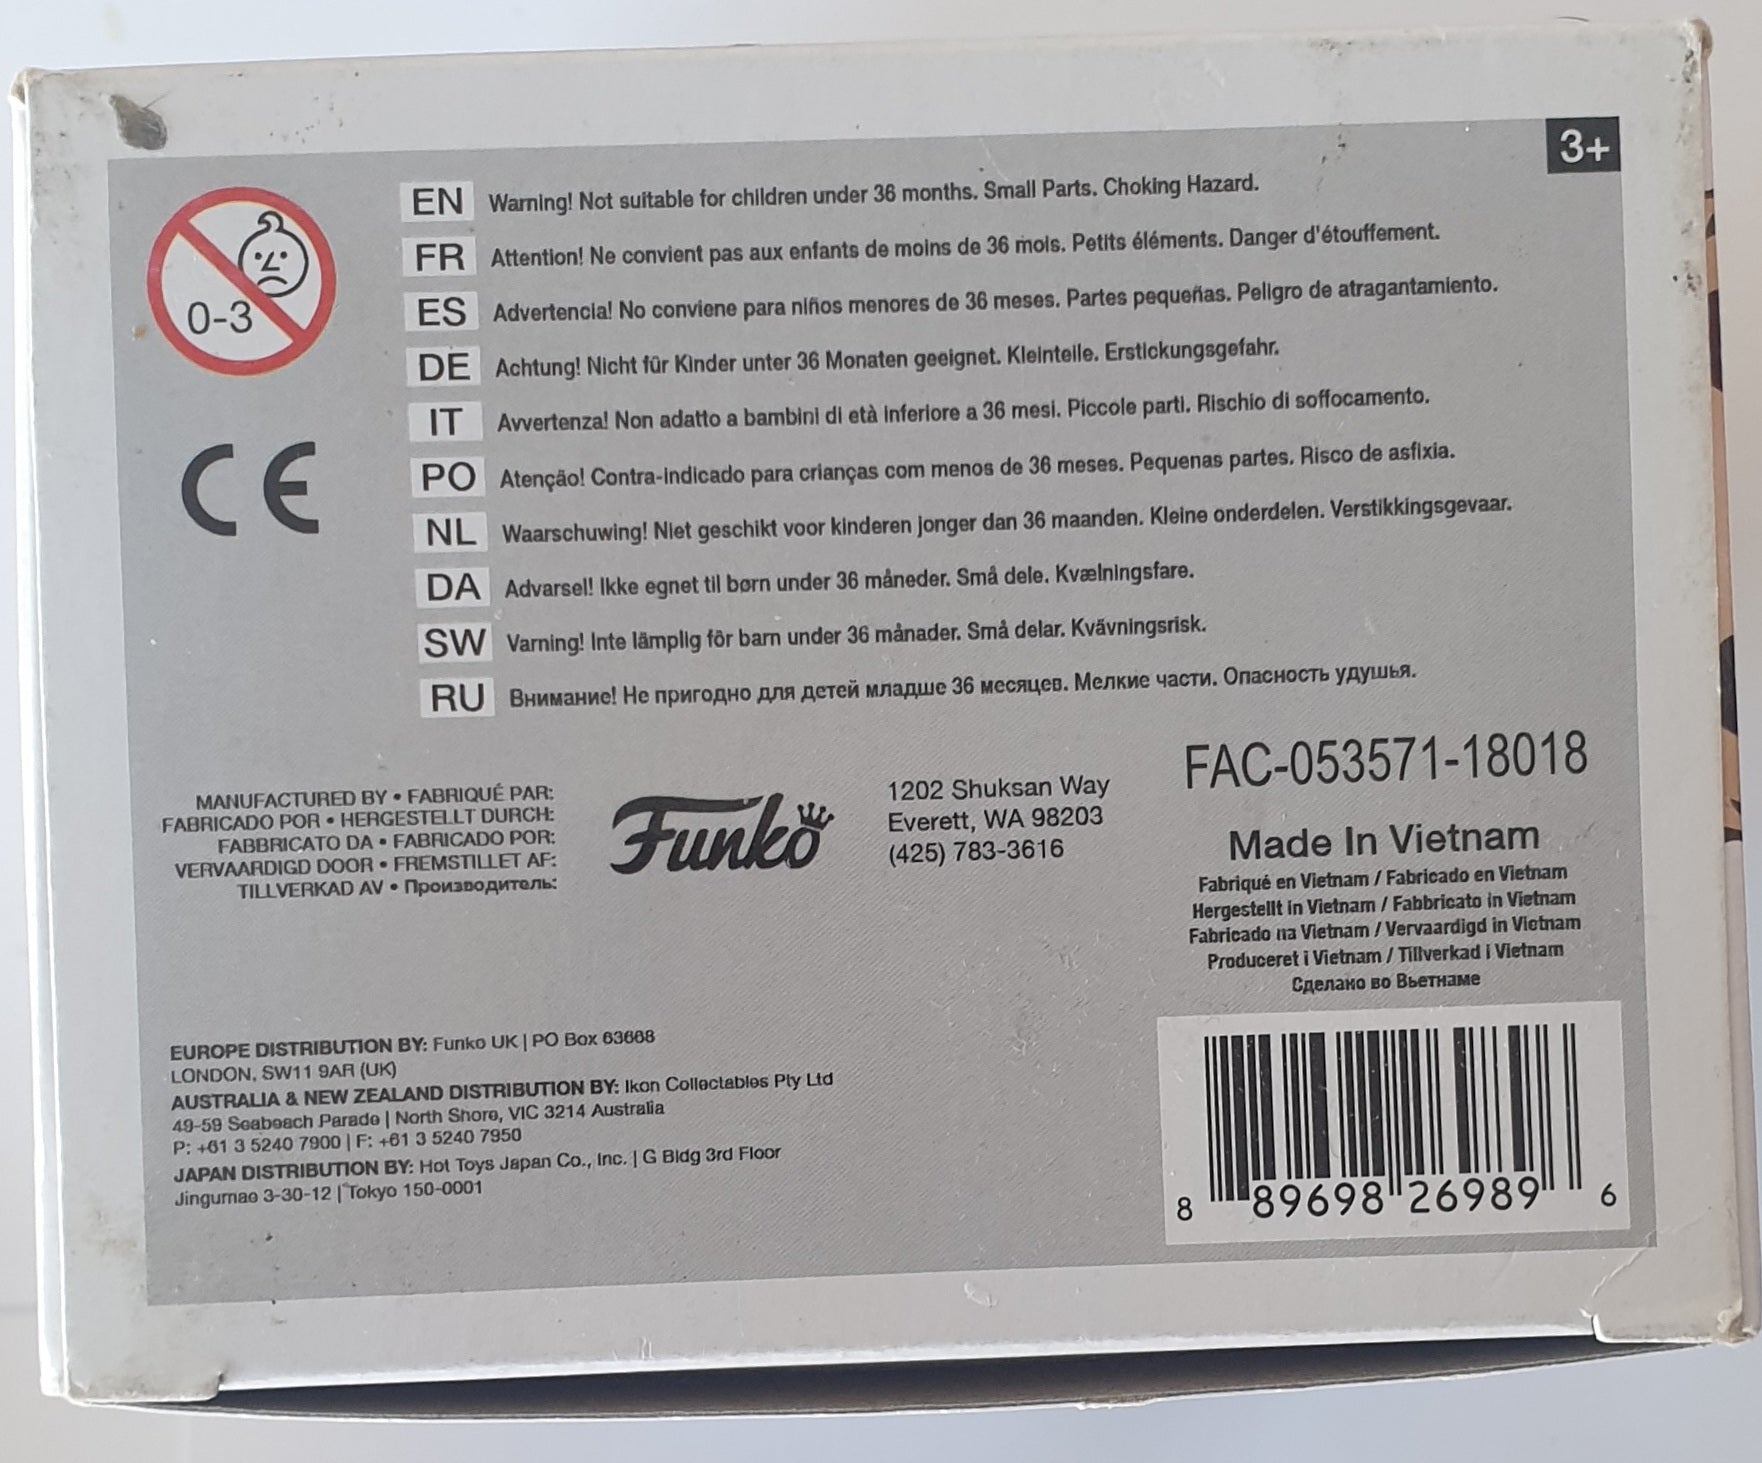 3+
0-3
EN Warning! Not suitable for children under 36 months. Small Parts. Choking Hazard.
FR Attention! Ne convient pas aux enfants de moins de 36 mois. Petits éléments. Danger d'étouffement.
ES Advertencia! No conviene para niños menores de 36 meses. Partes pequeñas. Peligro de atragantamiento.
DE Achtung! Nicht für Kinder unter 36 Monaten geeignet. Kleinteile. Erstickungsgefahr.
IT Avvertenza! Non adatto a bambini di età inferiore a 36 mesi. Piccole parti. Rischio di soffocamento.
PO Atenção! Contra-indicado para crianças com menos de 36 meses. Pequenas partes. Risco de asfixia.
NL Waarschuwing! Niet geschikt voor kinderen jonger dan 36 maanden. Kleine onderdelen. Verstikkingsgevaar.
DA Advarsel! Ikke egnet til børn under 36 måneder. Små dele. Kvælningsfare.
SW Varning! Inte lämplig för barn under 36 månader. Små delar. Kvävningsrisk.
RU Внимание! Не пригодно для детей младше 36 месяцев. Мелкие части. Опасность удушья.
CE
MANUFACTURED BY • FABRIQUÉ PAR:
FABRICADO POR • HERGESTELLT DURCH:
FABBRICATO DA • FABRICADO POR:
VERVAARDIGD DOOR • FREMSTILLET AF:
TILLVERKAD AV • Производитель:
Funko
1202 Shuksan Way
Everett, WA 98203
(425) 783-3616
FAC-053571-18018
Made In Vietnam
Fabriqué en Vietnam / Fabricado en Vietnam
Hergestellt in Vietnam / Fabbricato in Vietnam
Fabricado na Vietnam / Vervaardigd in Vietnam
Produceret i Vietnam / Tillverkad i Vietnam
Сделано во Вьетнаме
EUROPE DISTRIBUTION BY: Funko UK | PO Box 63668
LONDON, SW11 9AR (UK)
AUSTRALIA & NEW ZEALAND DISTRIBUTION BY: Ikon Collectables Pty Ltd
49-59 Seabeach Parade | North Shore, VIC 3214 Australia
P: +61 3 5240 7900 | F: +61 3 5240 7950
JAPAN DISTRIBUTION BY: Hot Toys Japan Co., Inc. | G Bldg 3rd Floor
Jingumae 3-30-12 | Tokyo 150-0001
8 89698 26989 6